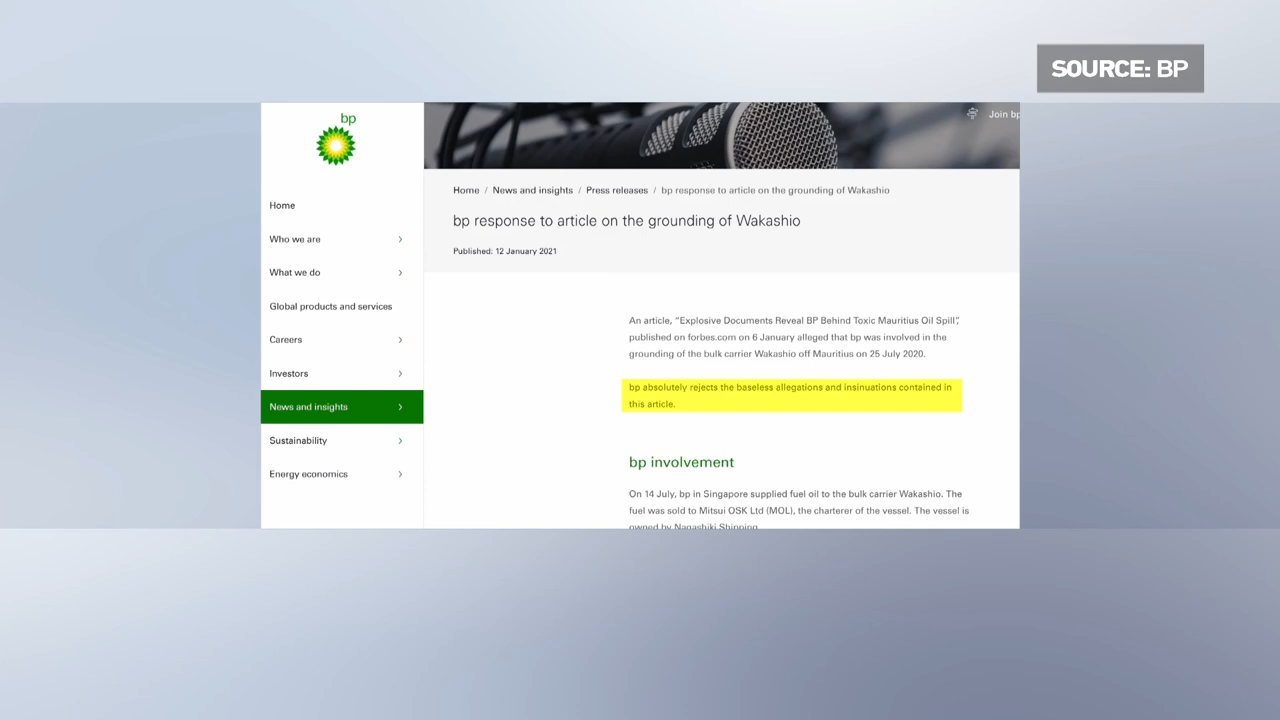 SOURCE: BP
bp
Join bp
Home
Who we are
What we do
Global products and services
Careers
Investors
News and insights
Sustainability
Energy economics
Home / News and insights / Press releases / bp response to article on the grounding of Wakashio
bp response to article on the grounding of Wakashio
Published: 12 January 2021
An article, “Explosive Documents Reveal BP Behind Toxic Mauritius Oil Spill”,
published on forbes.com on 6 January alleged that bp was involved in the
grounding of the bulk carrier Wakashio off Mauritius on 25 July 2020.
bp absolutely rejects the baseless allegations and insinuations contained in
this article.
bp involvement
On 14 July, bp in Singapore supplied fuel oil to the bulk carrier Wakashio. The
fuel was sold to Mitsui OSK Ltd (MOL), the charterer of the vessel. The vessel is
owned by Nagashiki Shipping.